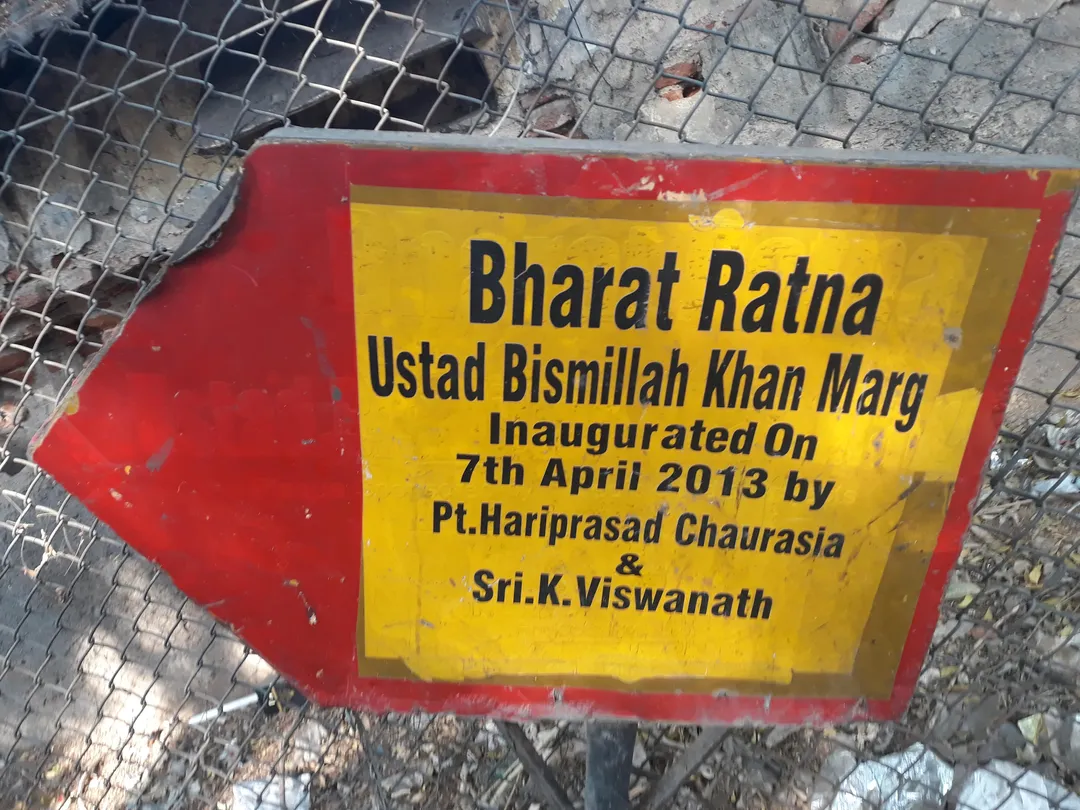 Bharat Ratna
Ustad Bismillah Khan Marg
Inaugurated On
7th April 2013 by
Pt.Hariprasad Chaurasia
&
Sri.K.Viswanath